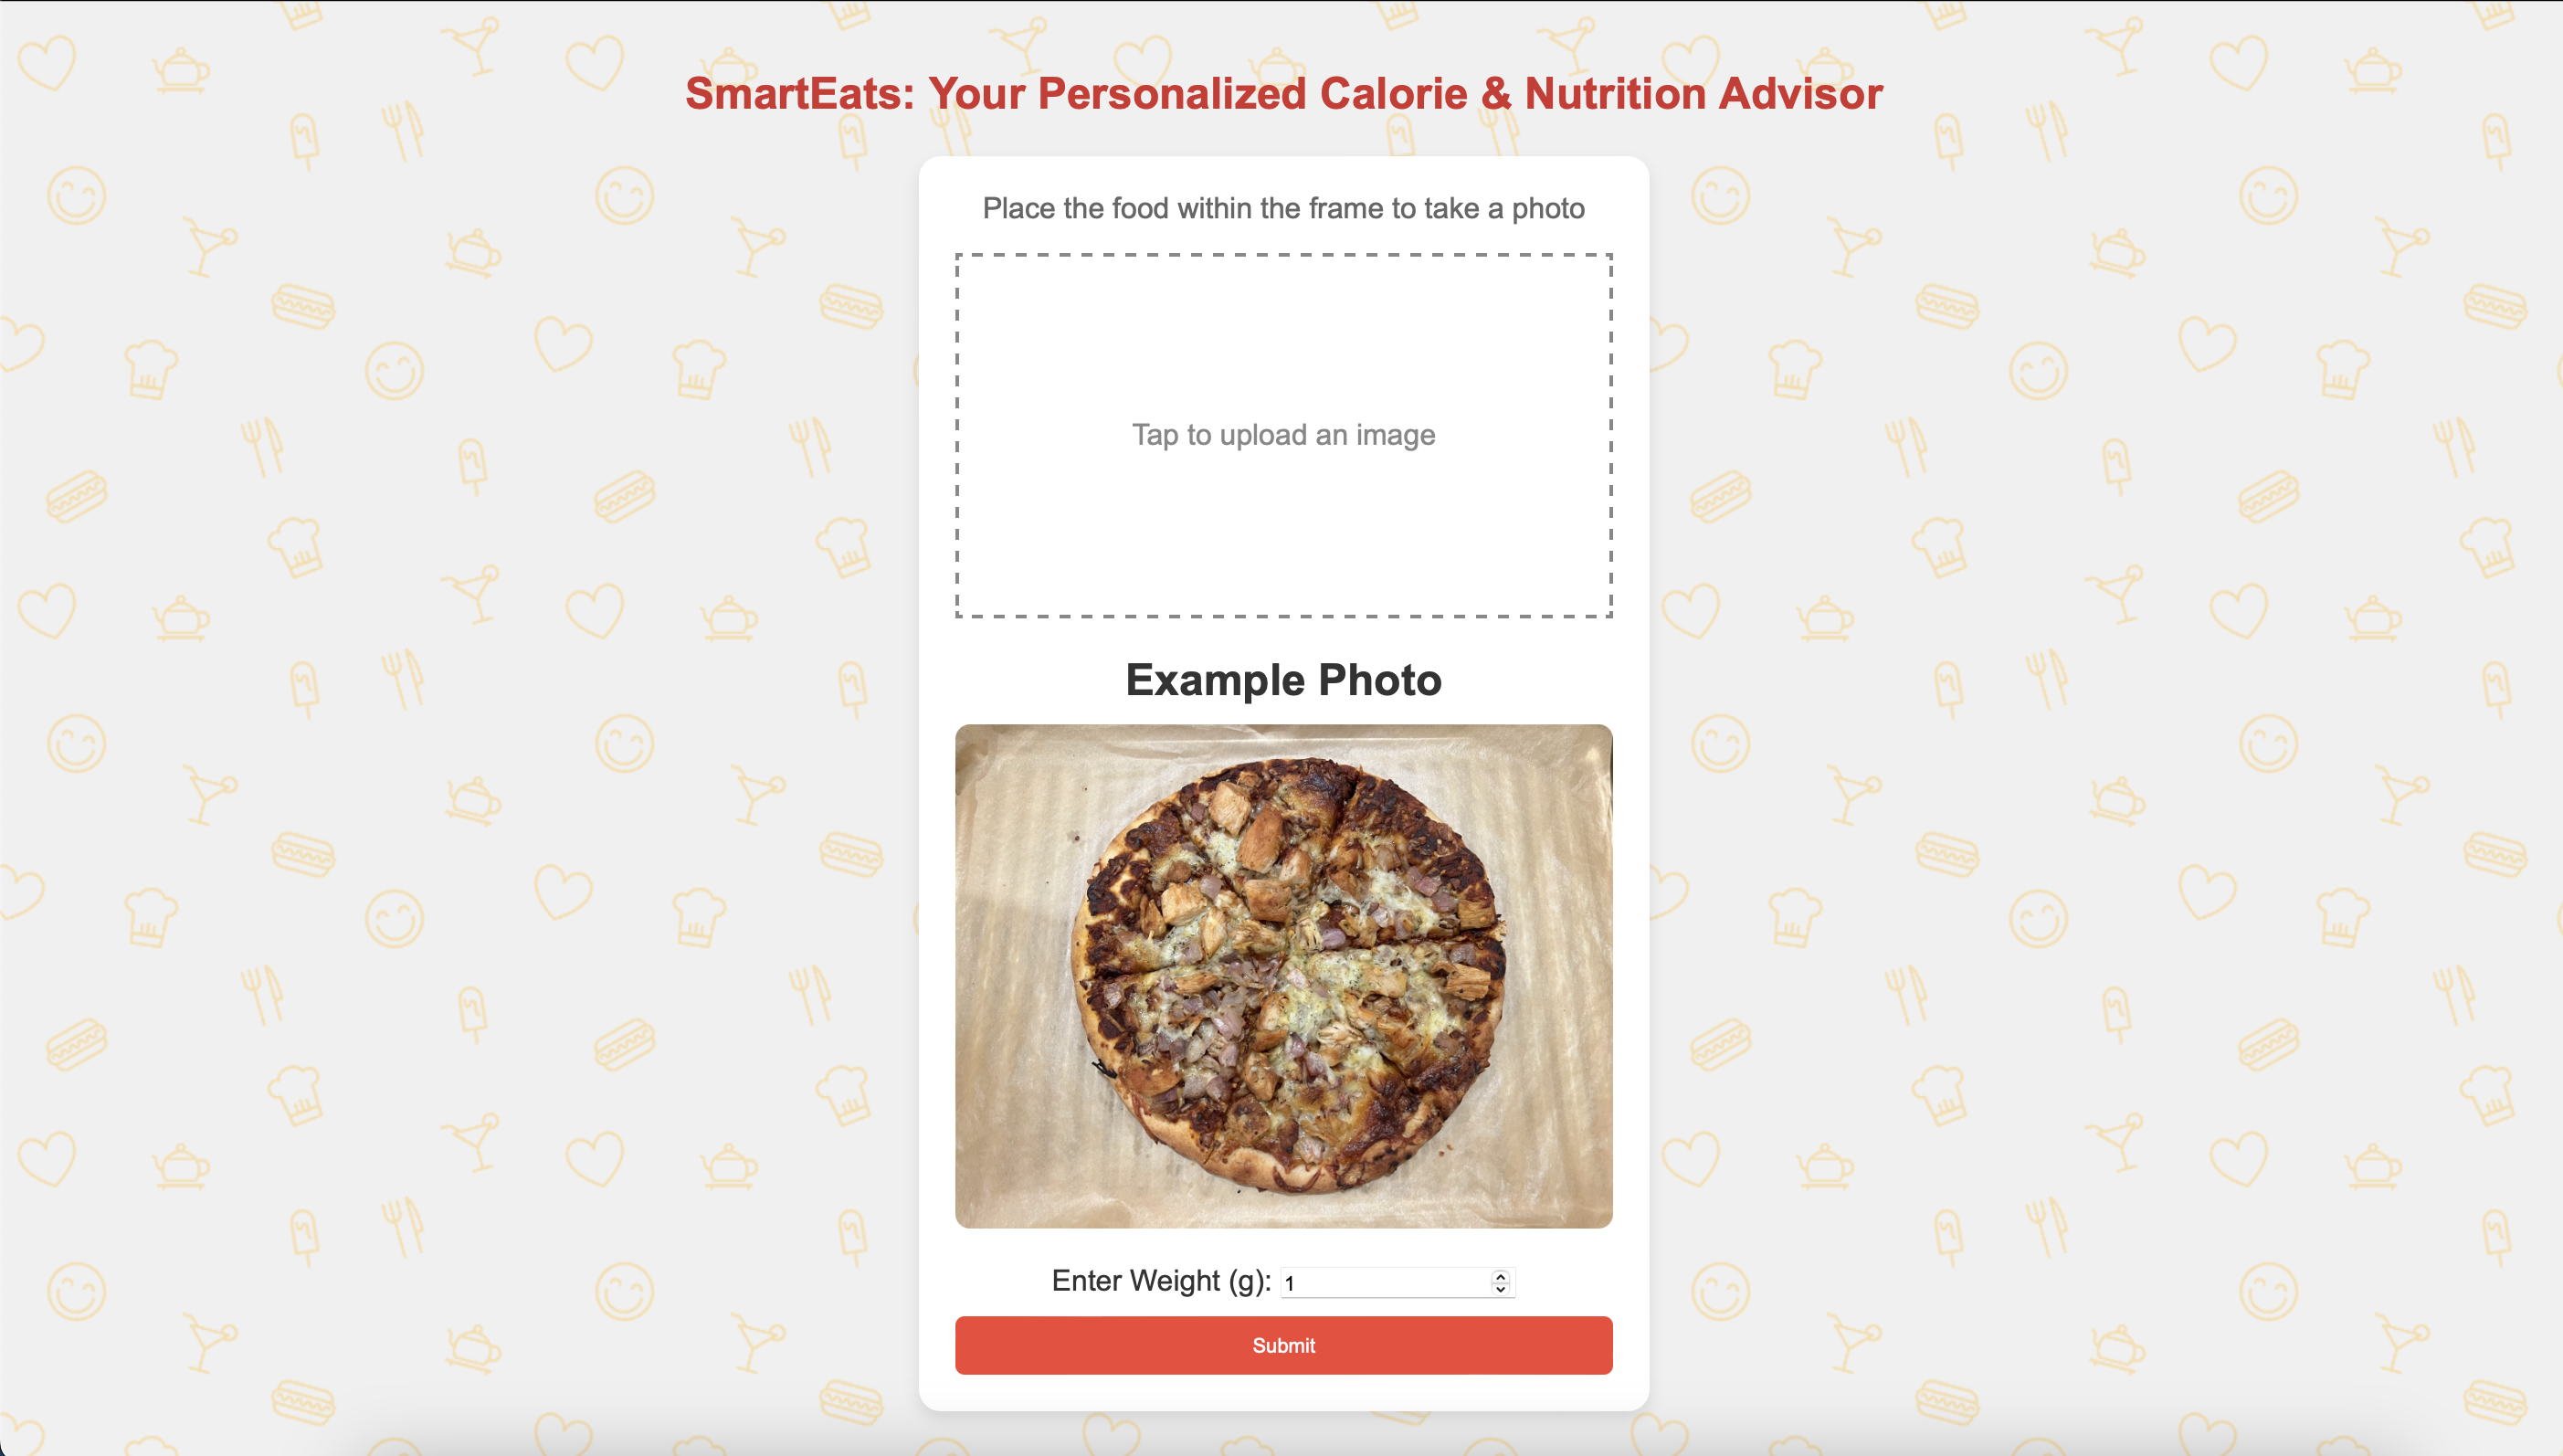 SmartEats: Your Personalized Calorie & Nutrition Advisor
Place the food within the frame to take a photo
Tap to upload an image
Example Photo
Enter Weight (g): 1
Submit